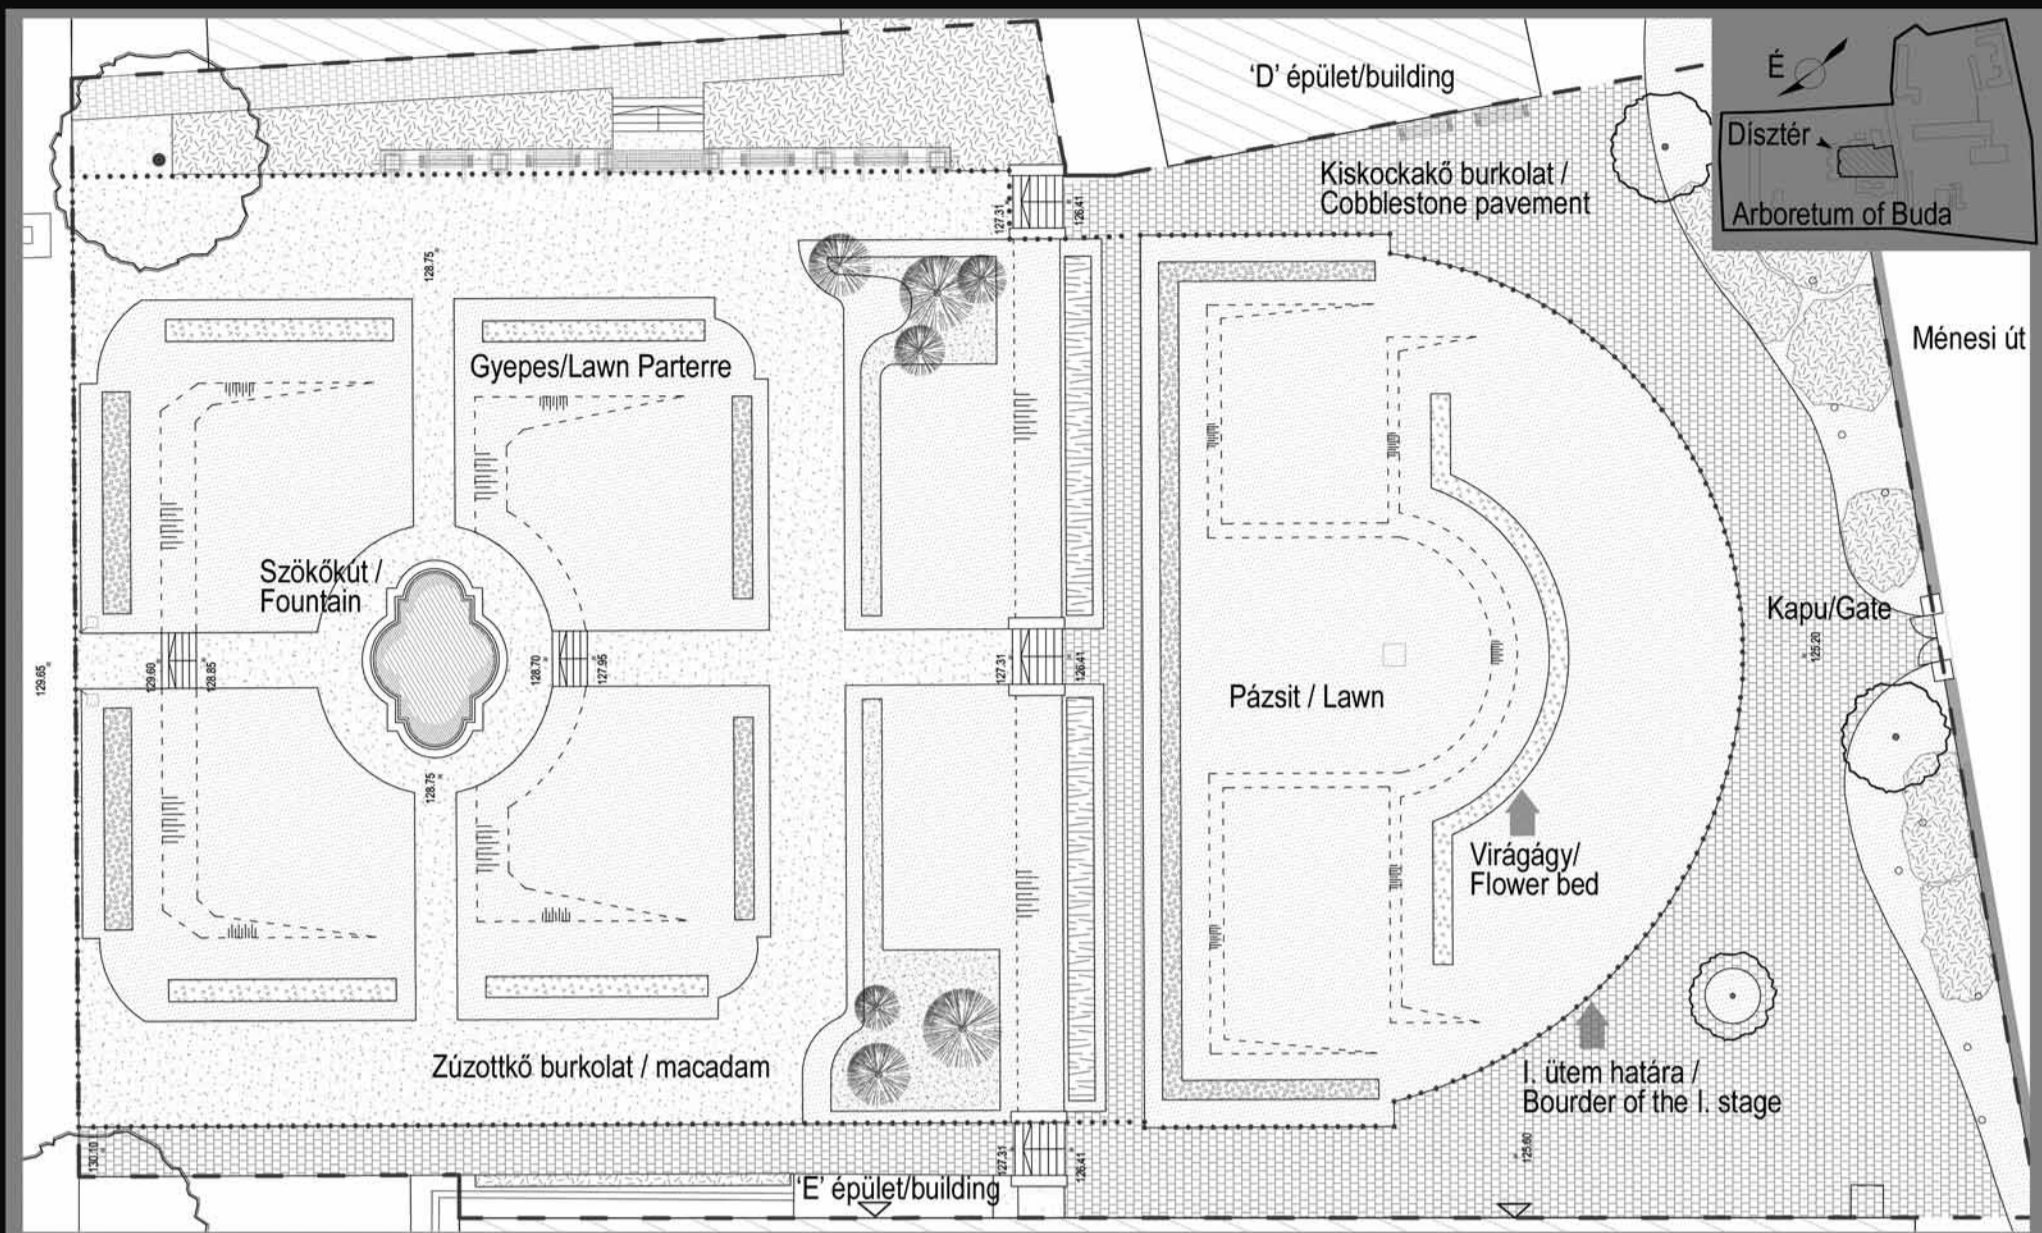 'D' épület/building
É
Dísztér
Arboretum of Buda
Kiskockakő burkolat /
Cobblestone pavement
127.31
126.41
128.75
Ménesi út
Gyepes/Lawn Parterre
Szökőkút /
Fountain
Kapu/Gate
129.65
129.60
128.85
128.70
127.95
127.31
126.41
125.20
Pázsit / Lawn
128.75
Virágágy/
Flower bed
Zúzottkő burkolat / macadam
I. ütem határa /
Bourder of the I. stage
130.10
127.31
126.41
125.60
'E' épület/building